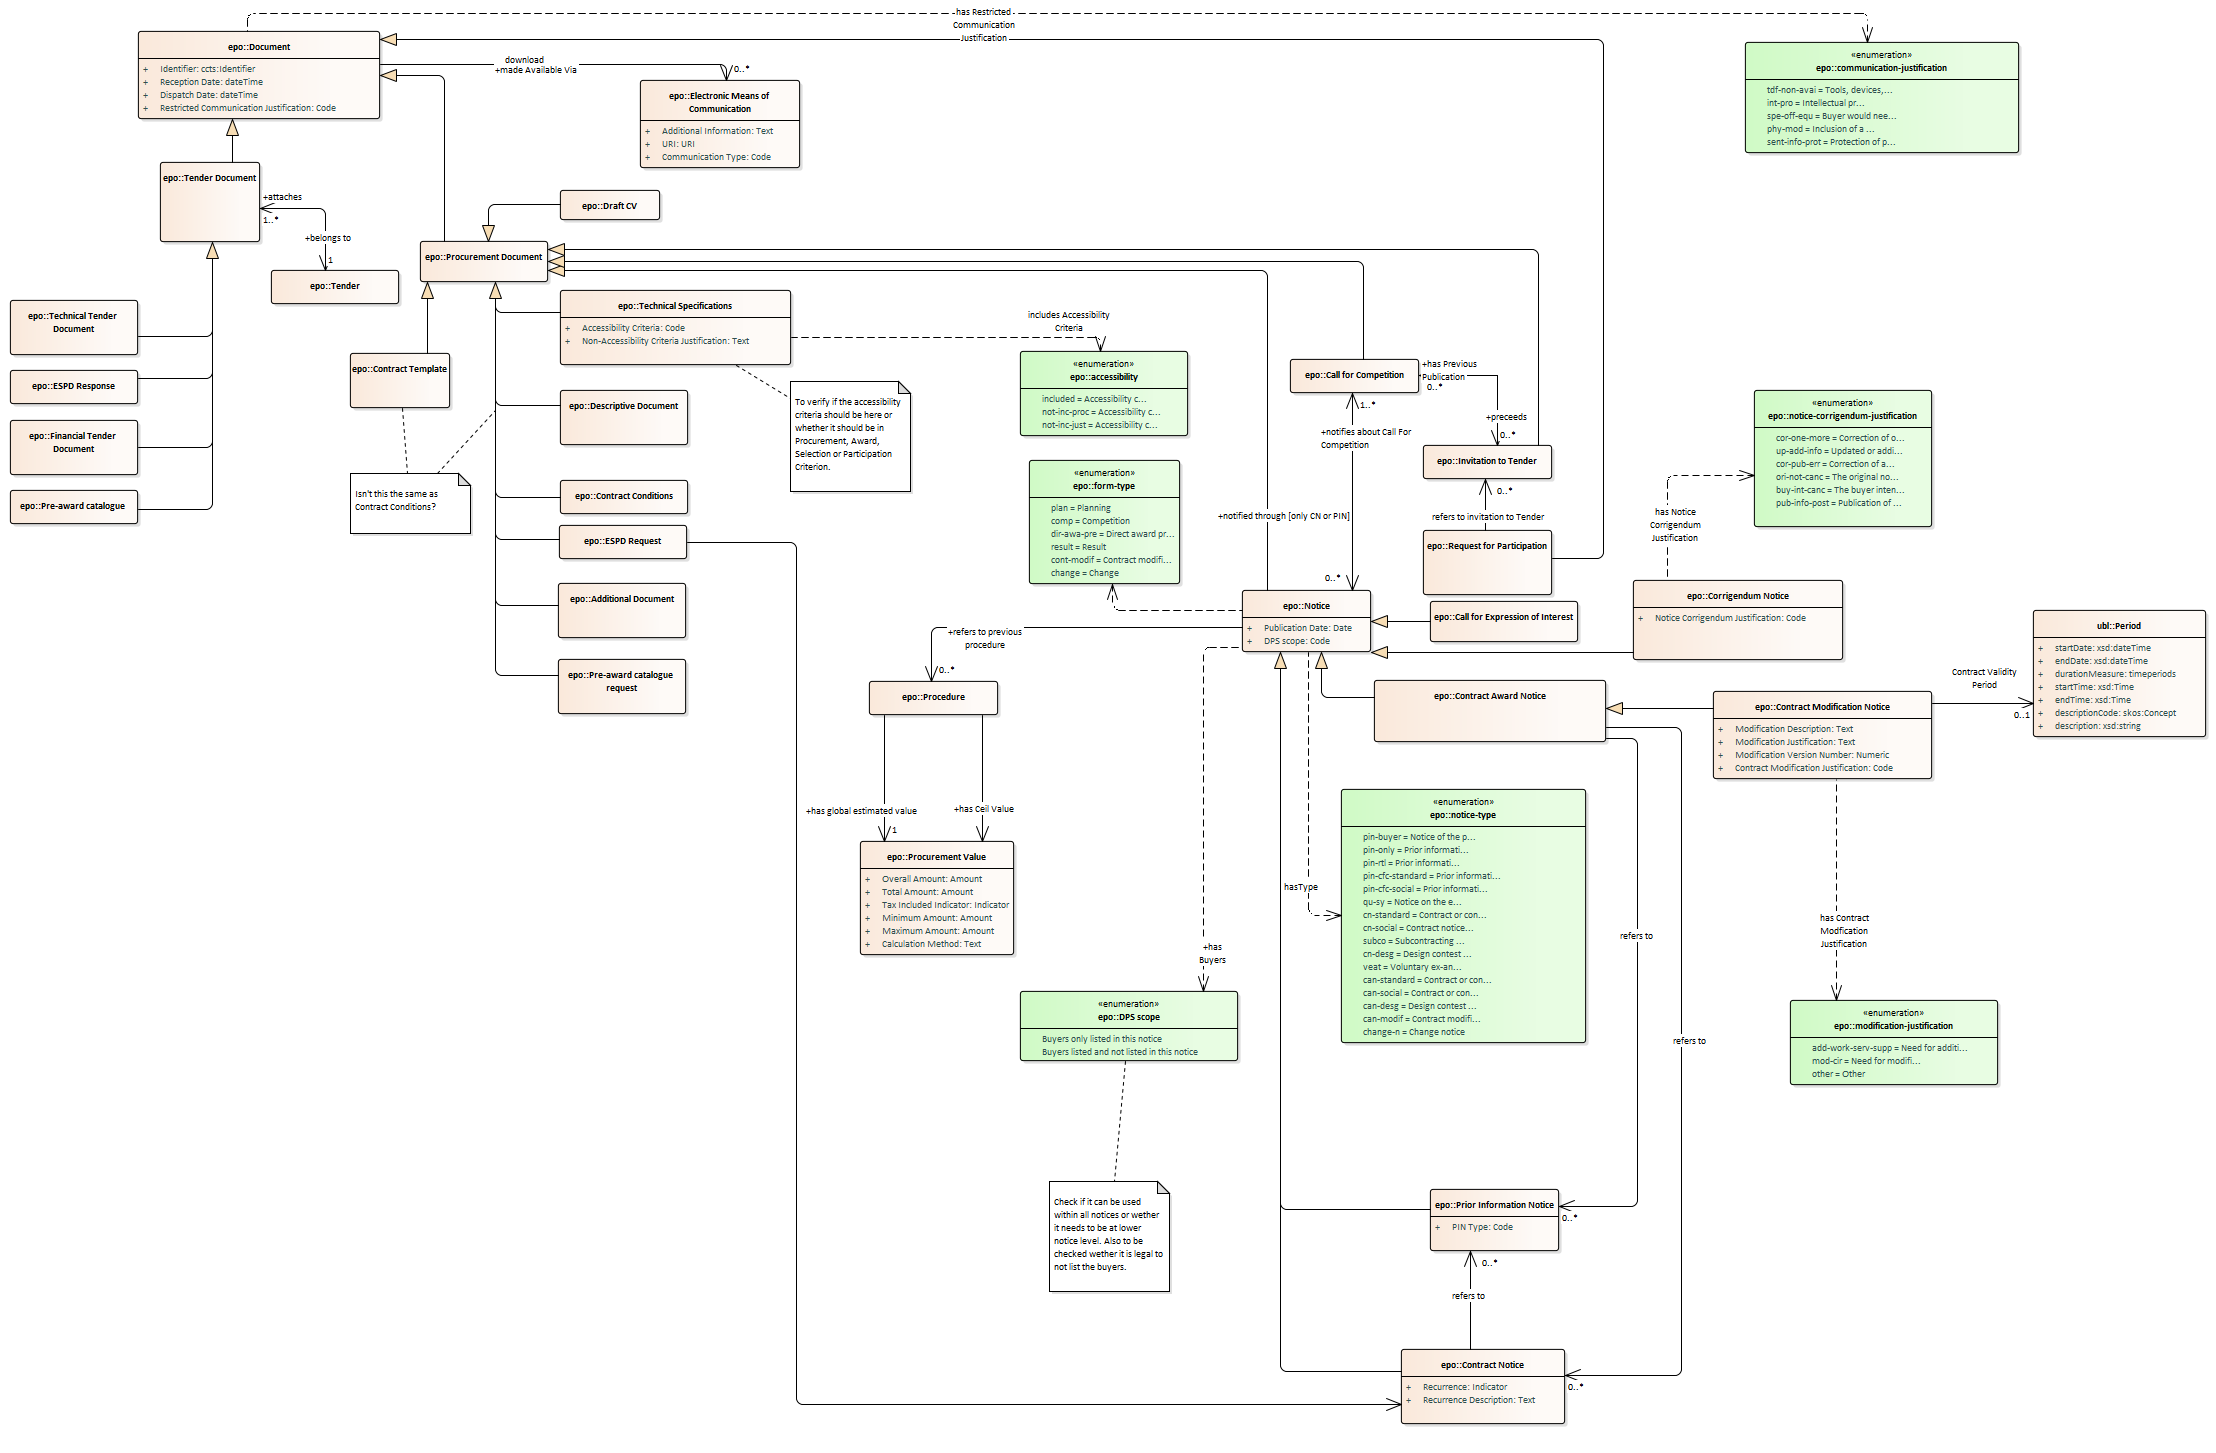 has Restricted
Communication
Justification
epo::Document
+ Identifier: ccts:Identifier
+ Reception Date: dateTime
+ Dispatch Date: dateTime
+ Restricted Communication Justification: Code
download
+made Available Via
0..*
epo::Electronic Means of
Communication
+ Additional Information: Text
+ URI: URI
+ Communication Type: Code
«enumeration»
epo::communication-justification
tdf-non-avai = Tools, devices,...
int-pro = Intellectual pr...
spe-off-equ = Buyer would nee...
phy-mod = Inclusion of a ...
sent-info-prot = Protection of p...
epo::Tender Document
+attaches
1..*
+belongs to
1
epo::Tender
epo::Draft CV
epo::Procurement Document
epo::Technical Tender
Document
epo::ESPD Response
epo::Financial Tender
Document
epo::Pre-award catalogue
epo::Contract Template
Isn't this the same as
Contract Conditions?
epo::Technical Specifications
+ Accessibility Criteria: Code
+ Non-Accessibility Criteria Justification: Text
includes Accessibility
Criteria
To verify if the accessibility
criteria should be here or
whether it should be in
Procurement, Award,
Selection or Participation
Criterion.
epo::Descriptive Document
epo::Contract Conditions
epo::ESPD Request
epo::Additional Document
epo::Pre-award catalogue
request
«enumeration»
epo::accessibility
included = Accessibility c...
not-inc-proc = Accessibility c...
not-inc-just = Accessibility c...
«enumeration»
epo::form-type
plan = Planning
comp = Competition
dir-awa-pre = Direct award pr...
result = Result
cont-modif = Contract modifi...
change = Change
epo::Call for Competition
+has Previous
Publication
0..*
+preceeds
0..*
1..*
+notifies about Call For
Competition
+notified through [only CN or PIN]
0..*
epo::Invitation to Tender
0..*
refers to invitation to Tender
epo::Request for Participation
«enumeration»
epo::notice-corrigendum-justification
cor-one-more = Correction of o...
up-add-info = Updated or addi...
cor-pub-err = Correction of a...
ori-not-canc = The original no...
buy-int-canc = The buyer inten...
pub-info-post = Publication of ...
has Notice
Corrigendum
Justification
epo::Notice
+ Publication Date: Date
+ DPS scope: Code
epo::Call for Expression of Interest
epo::Corrigendum Notice
+ Notice Corrigendum Justification: Code
ubl::Period
+ startDate: xsd:dateTime
+ endDate: xsd:dateTime
+ durationMeasure: timeperiods
+ startTime: xsd:Time
+ endTime: xsd:Time
+ descriptionCode: skos:Concept
+ description: xsd:string
Contract Validity
Period
0..1
+refers to previous
procedure
0..*
epo::Procedure
+has global estimated value
1
+has Ceil Value
epo::Procurement Value
+ Overall Amount: Amount
+ Total Amount: Amount
+ Tax Included Indicator: Indicator
+ Minimum Amount: Amount
+ Maximum Amount: Amount
+ Calculation Method: Text
epo::Contract Award Notice
epo::Contract Modification Notice
+ Modification Description: Text
+ Modification Justification: Text
+ Modification Version Number: Numeric
+ Contract Modification Justification: Code
«enumeration»
epo::notice-type
pin-buyer = Notice of the p...
pin-only = Prior informati...
pin-rtl = Prior informati...
pin-cfc-standard = Prior informati...
pin-cfc-social = Prior informati...
qu-sy = Notice on the e...
cn-standard = Contract or con...
cn-social = Contract notice...
subco = Subcontracting ...
cn-desg = Design contest ...
veat = Voluntary ex-an...
can-standard = Contract or con...
can-social = Contract or con...
can-desg = Design contest ...
can-modif = Contract modifi...
change-n = Change notice
hasType
+has
Buyers
refers to
refers to
has Contract
Modfication
Justification
«enumeration»
epo::DPS scope
Buyers only listed in this notice
Buyers listed and not listed in this notice
«enumeration»
epo::modification-justification
add-work-serv-supp = Need for additi...
mod-cir = Need for modifi...
other = Other
Check if it can be used
within all notices or wether
it needs to be at lower
notice level. Also to be
checked wether it is legal to
not list the buyers.
epo::Prior Information Notice
+ PIN Type: Code
0..*
0..*
refers to
epo::Contract Notice
+ Recurrence: Indicator
+ Recurrence Description: Text
0..*